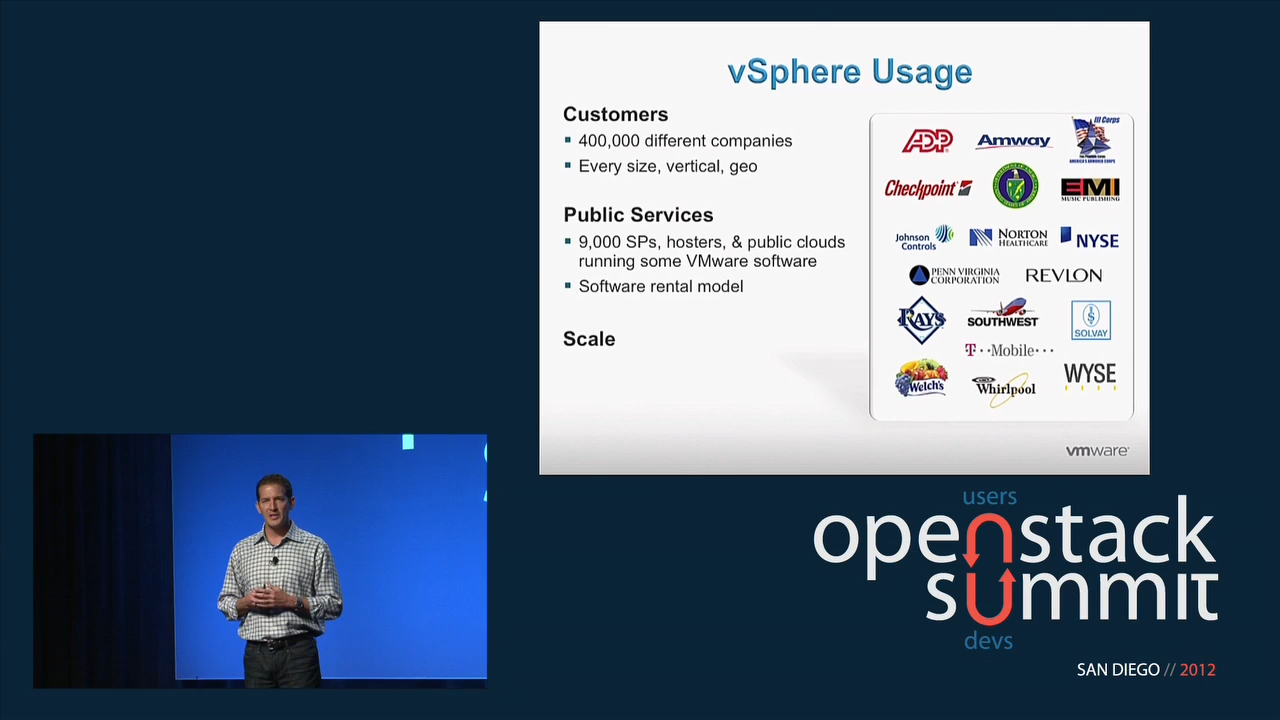 vSphere Usage
Customers
400,000 different companies
Every size, vertical, geo
Public Services
9,000 SPs, hosters, & public clouds
running some VMware software
Software rental model
Scale
ADP
Amway
III Corps
AMERICA'S ARMORED CORPS
Checkpoint
EMI
MUSIC PUBLISHING
Johnson
Controls
NORTON
HEALTHCARE
NYSE
PENN VIRGINIA
CORPORATION
REVLON
RAYS
SOUTHWEST
SOLVAY
T··Mobile···
Welch's
Whirlpool
WYSE
vmware
users
openstack
summit
devs
SAN DIEGO // 2012